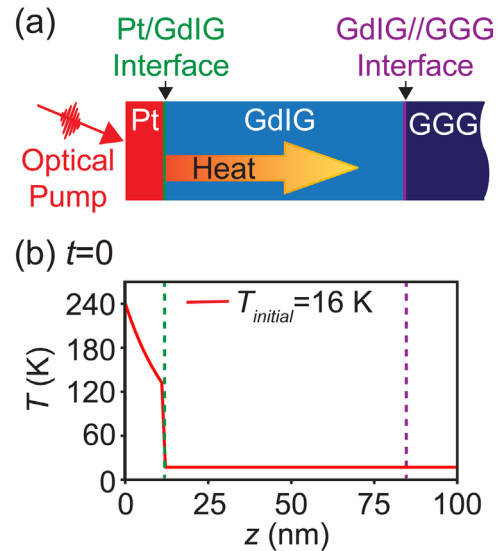 (a)
Pt/GdIG
Interface
GdIG//GGG
Interface
Pt
GdIG
GGG
Heat
Optical
Pump
(b) t=0
T (K)
240
180
120
60
0
T_initial=16 K
0
25
50
75
100
z (nm)